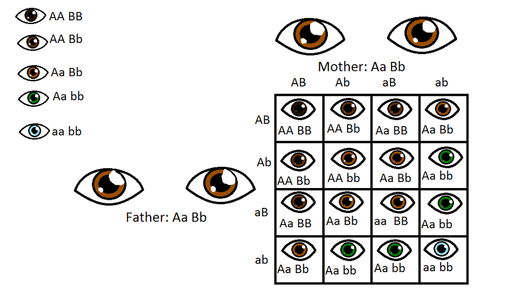 AA BB
AA Bb
Aa Bb
Aa bb
aa bb
Mother: Aa Bb
AB Ab aB ab
AB
AA BB AA Bb Aa BB Aa Bb
Ab
AA Bb AA bb Aa Bb Aa bb
Father: Aa Bb
aB
Aa BB Aa Bb aa BB Aa bb
ab
Aa Bb Aa bb Aa bb aa bb